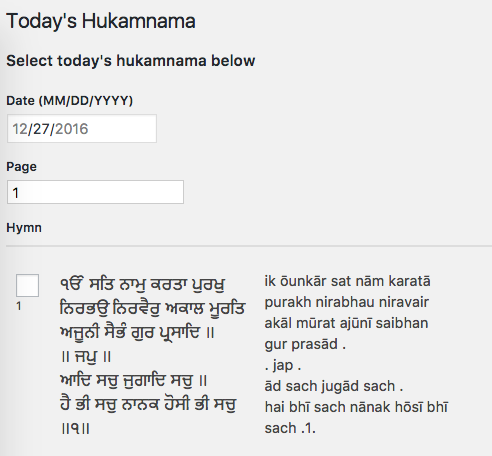 Today's Hukamnama
Select today's hukamnama below
Date (MM/DD/YYYY)
12/27/2016
Page
1
Hymn
1
ੴ ਸਤਿ ਨਾਮੁ ਕਰਤਾ ਪੁਰਖੁ
ਨਿਰਭਉ ਨਿਰਵੈਰੁ ਅਕਾਲ ਮੂਰਤਿ
ਅਜੂਨੀ ਸੈਭੰ ਗੁਰ ਪ੍ਰਸਾਦਿ ॥
॥ ਜਪੁ ॥
ਆਦਿ ਸਚੁ ਜੁਗਾਦਿ ਸਚੁ ॥
ਹੈ ਭੀ ਸਚੁ ਨਾਨਕ ਹੋਸੀ ਭੀ ਸਚੁ
॥੧॥
ik ōunkār sat nām karatā
purakh nirabhau niravair
akāl mūrat ajūnī saibhan
gur prasād .
. jap .
ād sach jugād sach .
hai bhī sach nānak hōsī bhī
sach .1.